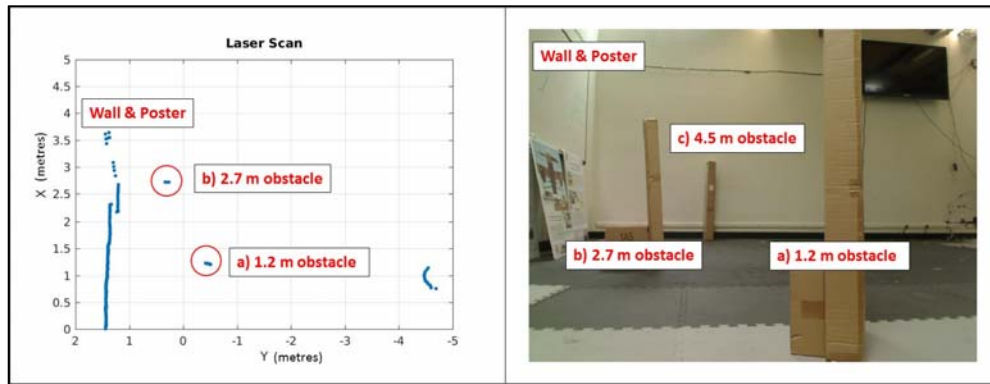 Laser Scan
5
4.5
4
3.5
3
2.5
2
1.5
1
0.5
0
X (metres)
Wall & Poster
b) 2.7 m obstacle
a) 1.2 m obstacle
2 1 0 -1 -2 -3 -4 -5
Y (metres)
Wall & Poster
c) 4.5 m obstacle
b) 2.7 m obstacle
a) 1.2 m obstacle